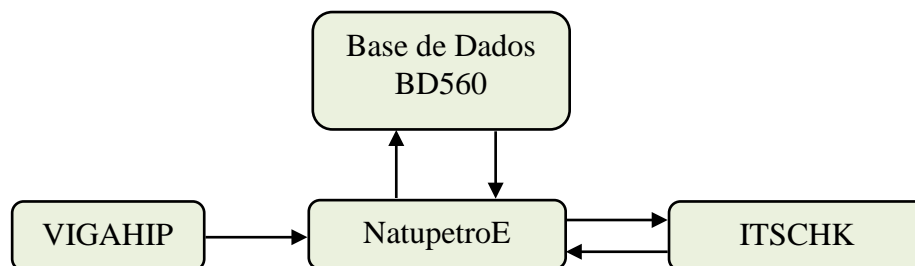 Base de Dados
BD560
VIGAHIP
NatupetroE
ITSCHK